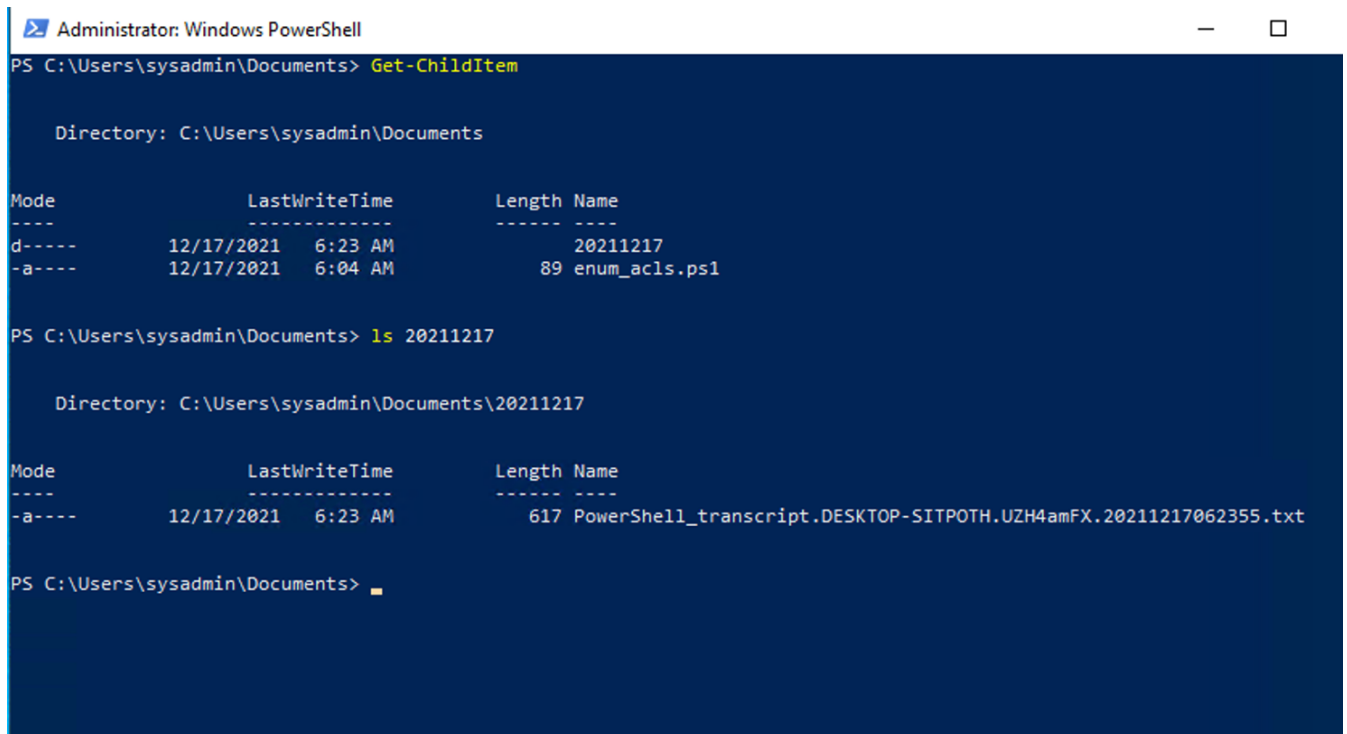 Administrator: Windows PowerShell
PS C:\Users\sysadmin\Documents> Get-ChildItem
Directory: C:\Users\sysadmin\Documents
Mode LastWriteTime Length Name
---- ------------- ------ ----
d----- 12/17/2021 6:23 AM 20211217
-a---- 12/17/2021 6:04 AM 89 enum_acls.ps1
PS C:\Users\sysadmin\Documents> ls 20211217
Directory: C:\Users\sysadmin\Documents\20211217
Mode LastWriteTime Length Name
---- ------------- ------ ----
-a---- 12/17/2021 6:23 AM 617 PowerShell_transcript.DESKTOP-SITPOTH.UZH4amFX.20211217062355.txt
PS C:\Users\sysadmin\Documents>